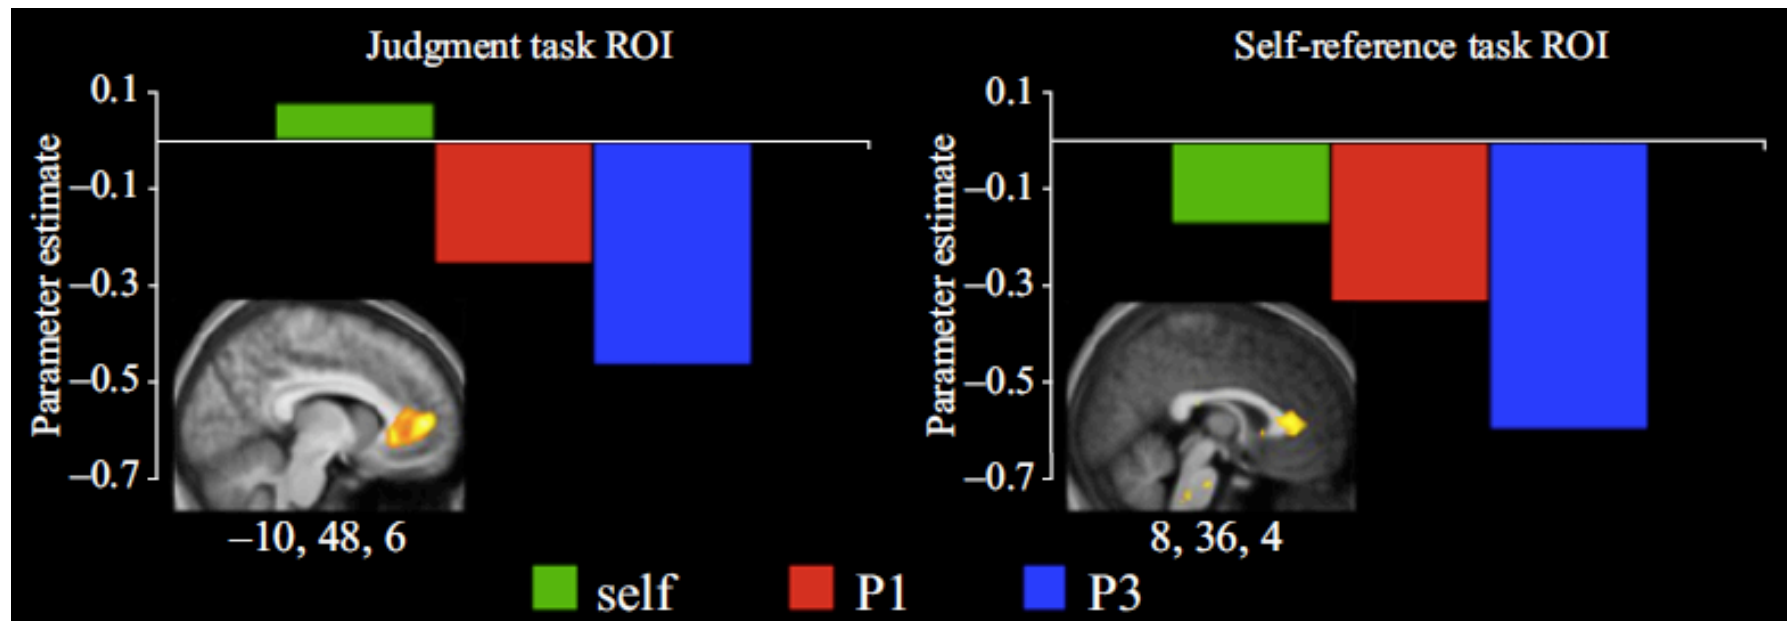 Judgment task ROI
0.1
–0.1
–0.3
–0.5
–0.7
Parameter estimate
–10, 48, 6
Self-reference task ROI
0.1
–0.1
–0.3
–0.5
–0.7
Parameter estimate
8, 36, 4
self
P1
P3